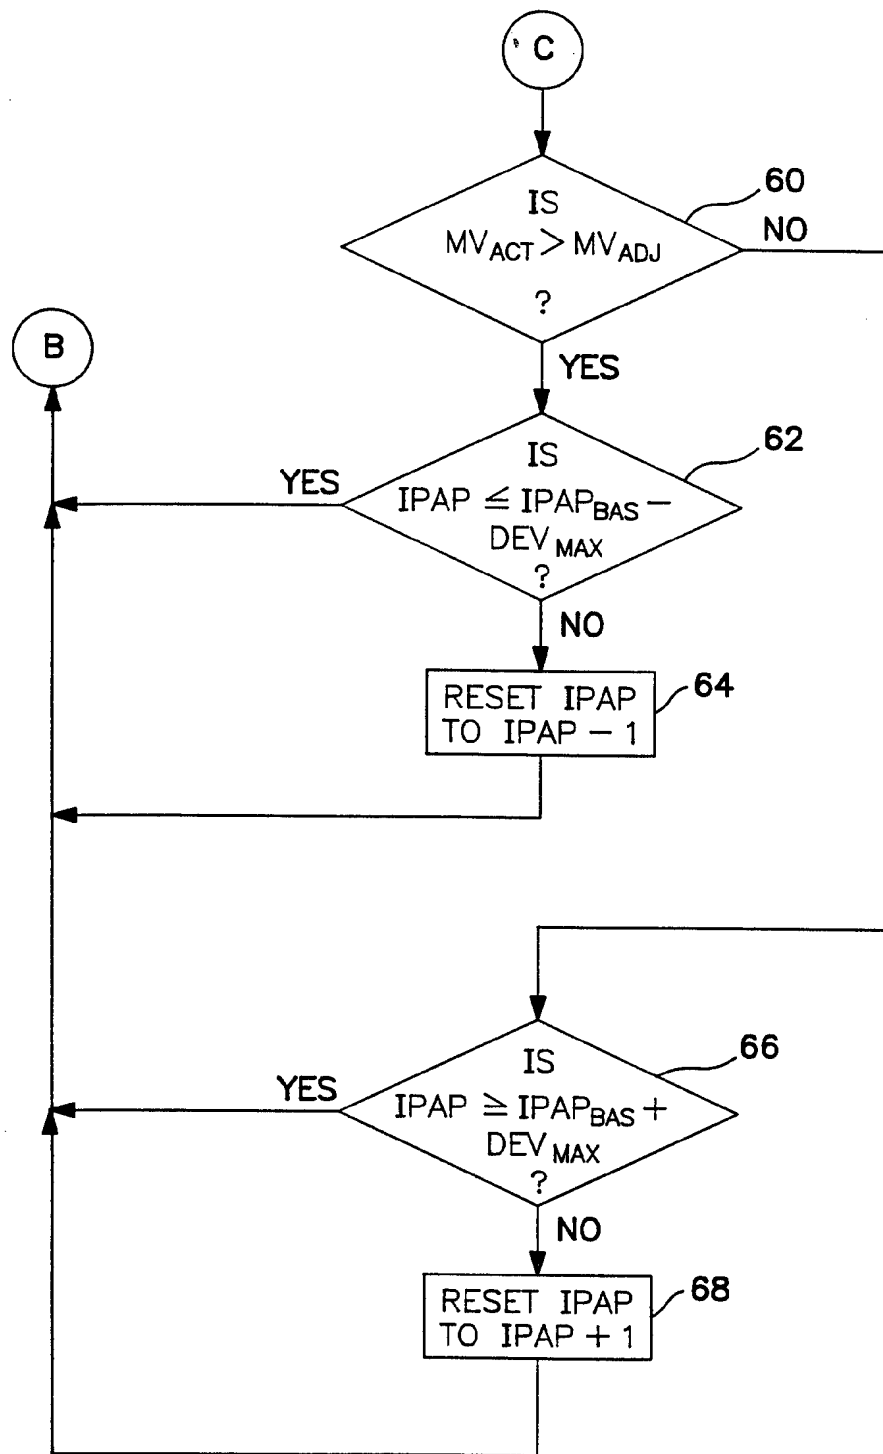 C
60
IS
MV_ACT > MV_ADJ
?
NO
B
YES
62
IS
YES
IPAP ≦ IPAP_BAS −
DEV_MAX
?
NO
64
RESET IPAP
TO IPAP − 1
66
IS
YES
IPAP ≧ IPAP_BAS +
DEV_MAX
?
NO
68
RESET IPAP
TO IPAP + 1